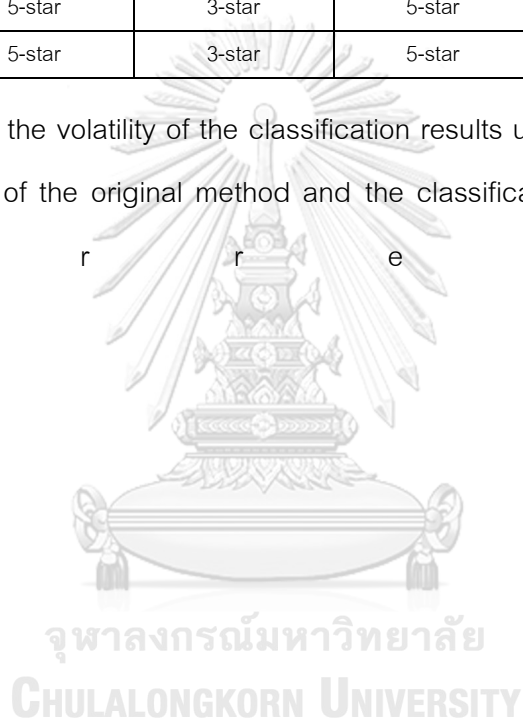 5-star 3-star 5-star
5-star 3-star 5-star
the volatility of the classification results u
of the original method and the classifica
r r e
จุฬาลงกรณ์มหาวิทยาลัย
CHULALONGKORN UNIVERSITY